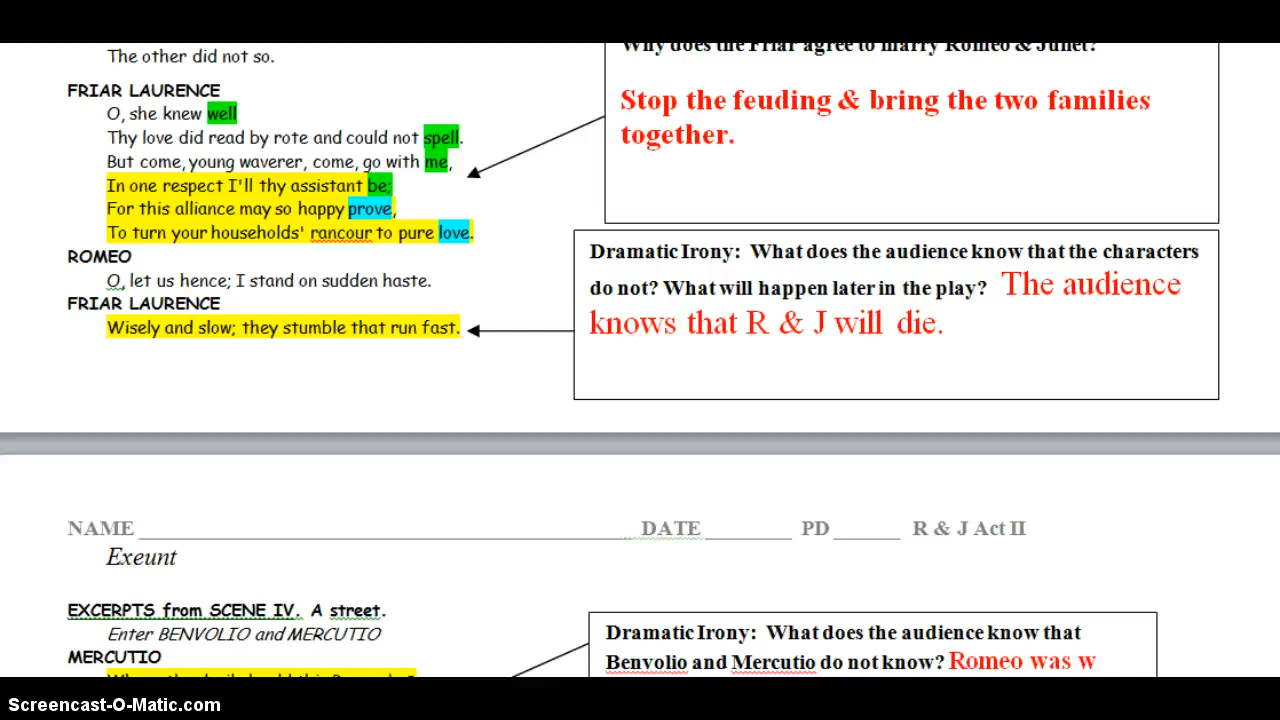 The other did not so.
Why does the Friar agree to marry Romeo & Juliet?
FRIAR LAURENCE
O, she knew well
Thy love did read by rote and could not spell.
But come, young waverer, come, go with me,
In one respect I'll thy assistant be;
For this alliance may so happy prove,
To turn your households' rancour to pure love.
Stop the feuding & bring the two families
together.
ROMEO
O, let us hence; I stand on sudden haste.
FRIAR LAURENCE
Wisely and slow; they stumble that run fast.
Dramatic Irony: What does the audience know that the characters
do not? What will happen later in the play? The audience
knows that R & J will die.
NAME DATE PD R & J Act II
Exeunt
EXCERPTS from SCENE IV. A street.
Enter BENVOLIO and MERCUTIO
MERCUTIO
Dramatic Irony: What does the audience know that
Benvolio and Mercutio do not know? Romeo was w
Screencast-O-Matic.com